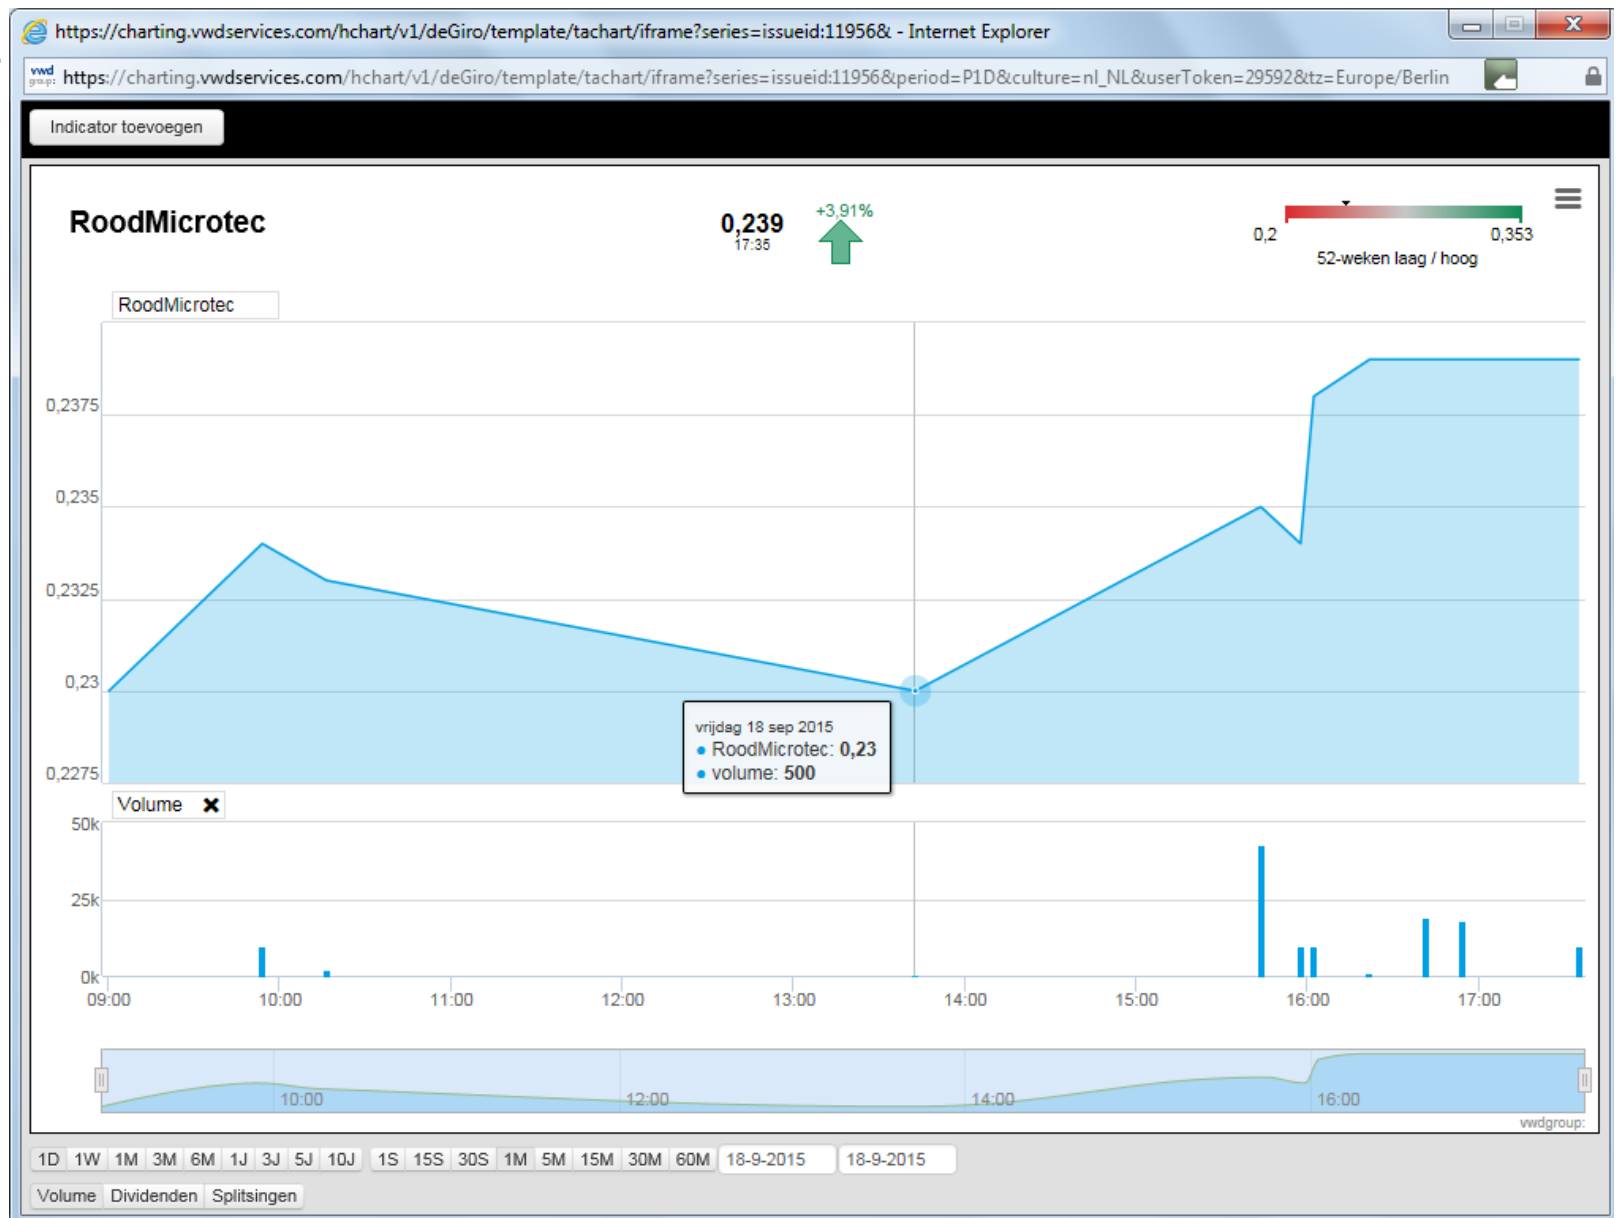 https://charting.vwdservices.com/hchart/v1/deGiro/template/tachart/iframe?series=issueid:11956& - Internet Explorer
vwd group: https://charting.vwdservices.com/hchart/v1/deGiro/template/tachart/iframe?series=issueid:11956&period=P1D&culture=nl_NL&userToken=29592&tz=Europe/Berlin
Indicator toevoegen
RoodMicrotec
0,239
17:35
+3,91%
0,2
0,353
52-weken laag / hoog
RoodMicrotec
0,2375
0,235
0,2325
0,23
0,2275
vrijdag 18 sep 2015
• RoodMicrotec: 0,23
• volume: 500
Volume
50k
25k
0k
09:00 10:00 11:00 12:00 13:00 14:00 15:00 16:00 17:00
10:00 12:00 14:00 16:00
vwdgroup:
1D 1W 1M 3M 6M 1J 3J 5J 10J 1S 15S 30S 1M 5M 15M 30M 60M 18-9-2015 18-9-2015
Volume Dividenden Splitsingen